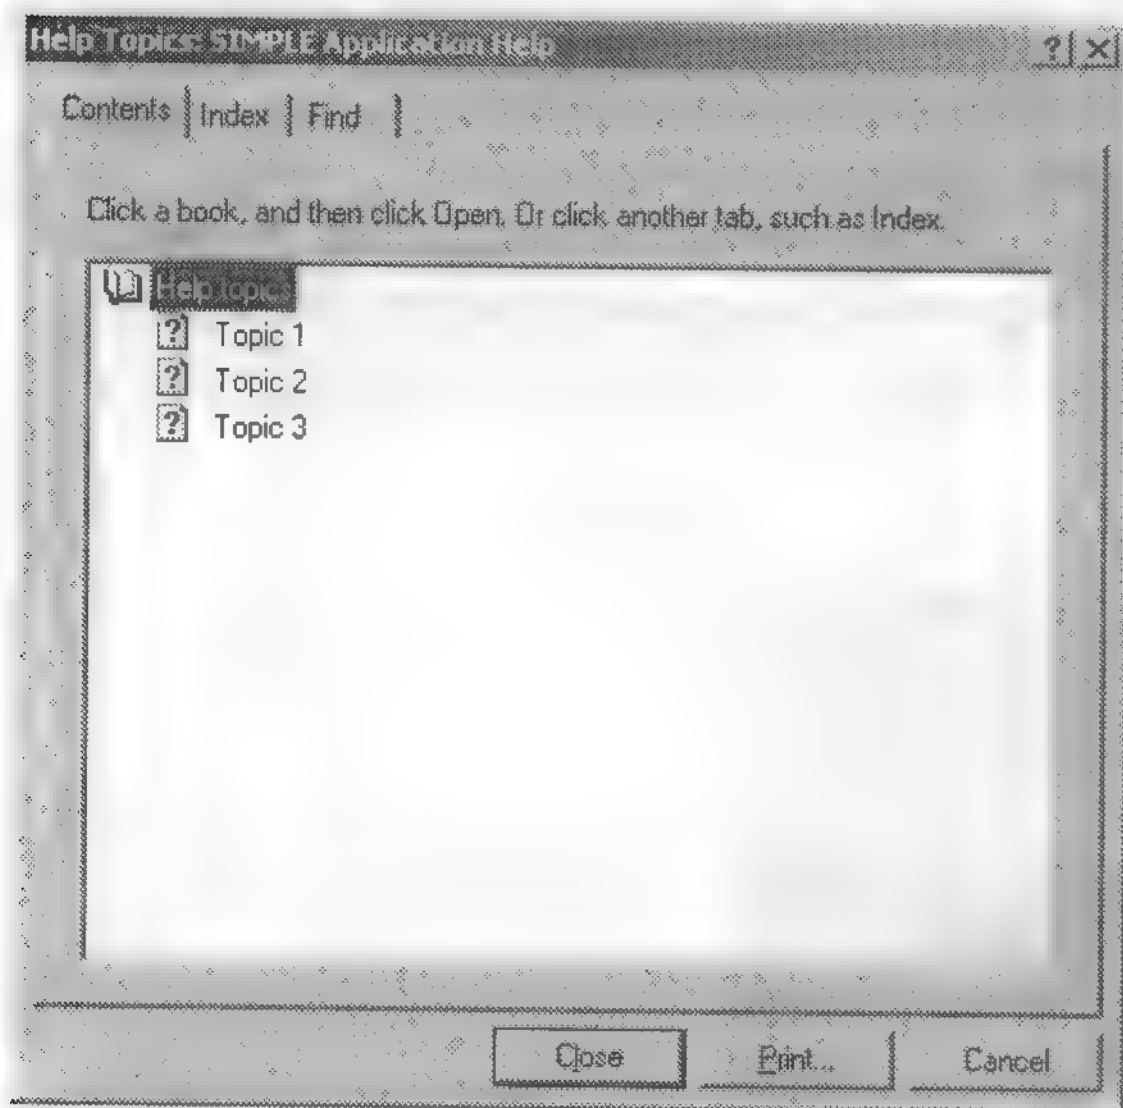 Help Topics: SIMPLE Application Help
Contents Index Find
Click a book, and then click Open. Or click another tab, such as Index.
Help topics
Topic 1
Topic 2
Topic 3
Close Print... Cancel